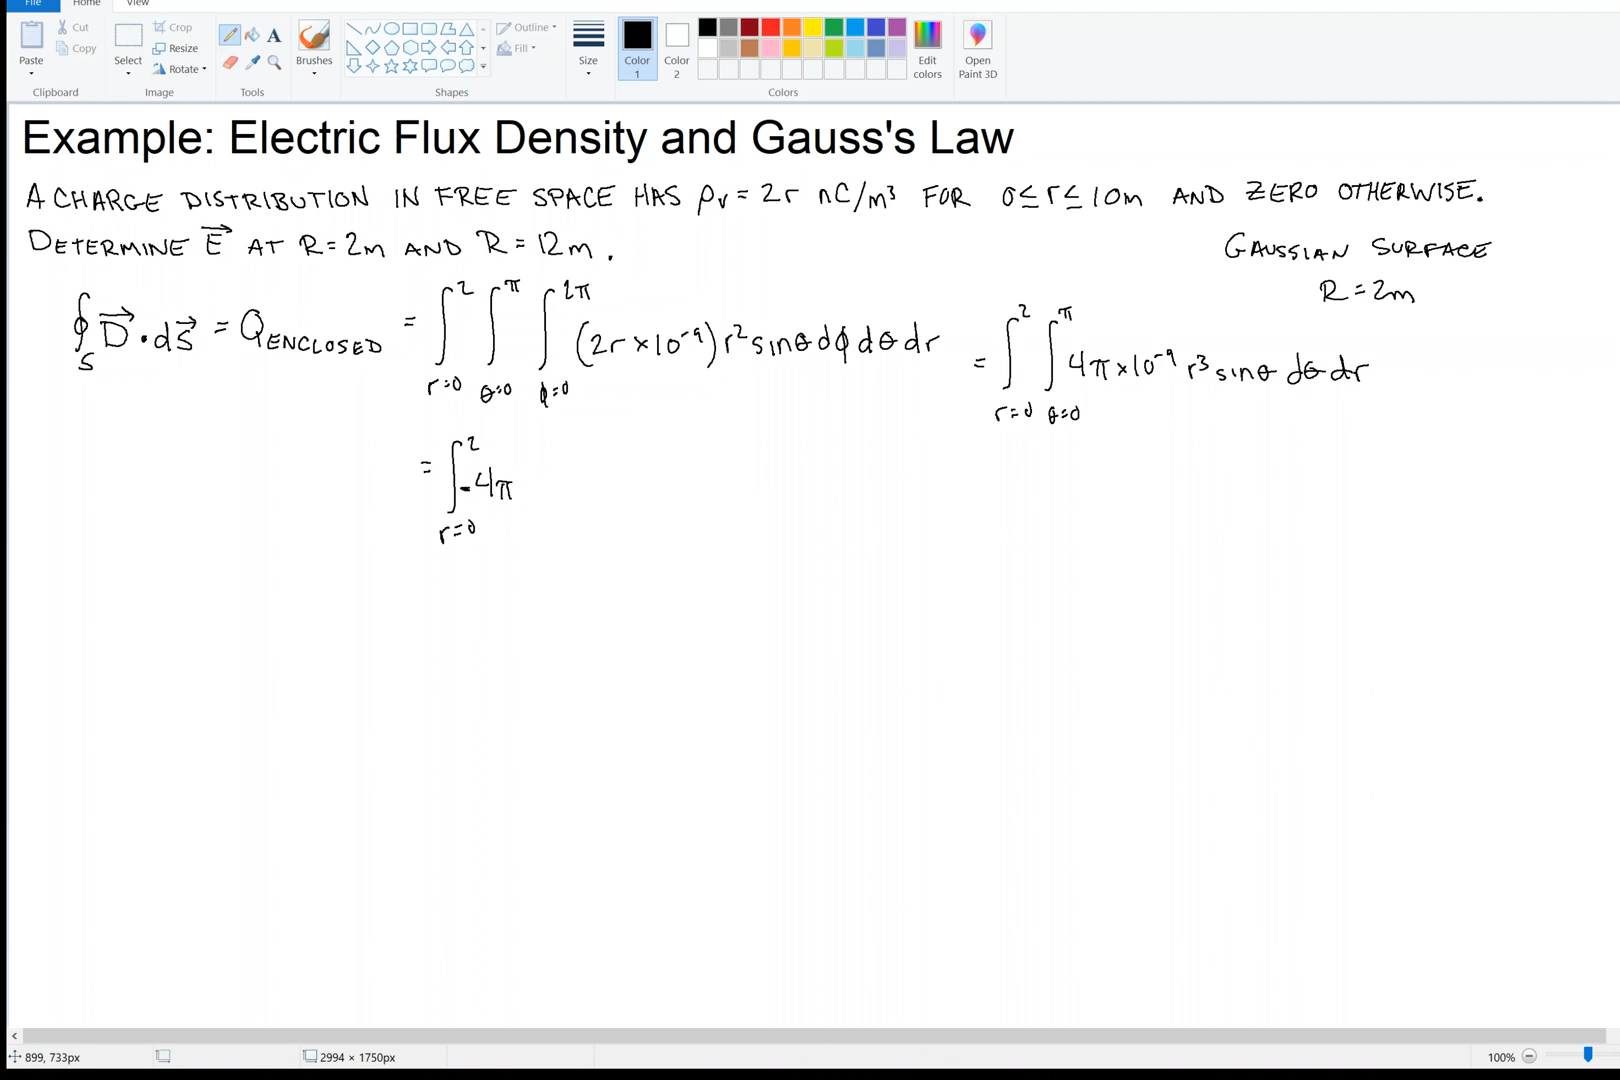 File Home View
Paste Cut Copy Clipboard
Select Crop Resize Rotate Image
Tools
Brushes
Outline Fill Shapes
Size
Color 1 Color 2 Edit colors Colors
Open Paint 3D
Example: Electric Flux Density and Gauss's Law
A CHARGE DISTRIBUTION IN FREE SPACE HAS ρv = 2r nC/m³ FOR 0≤r≤10m AND ZERO OTHERWISE.
DETERMINE E⃗ AT R=2m AND R=12m.
GAUSSIAN SURFACE
R=2m
∮_S D⃗ · dS⃗ = Q_ENCLOSED = ∫_{r=0}^{2} ∫_{θ=0}^{π} ∫_{ϕ=0}^{2π} (2r×10⁻⁹) r² sinθ dϕ dθ dr = ∫_{r=0}^{2} ∫_{θ=0}^{π} 4π×10⁻⁹ r³ sinθ dθ dr
= ∫_{r=0}^{2} -4π
899, 733px 2994 × 1750px 100%